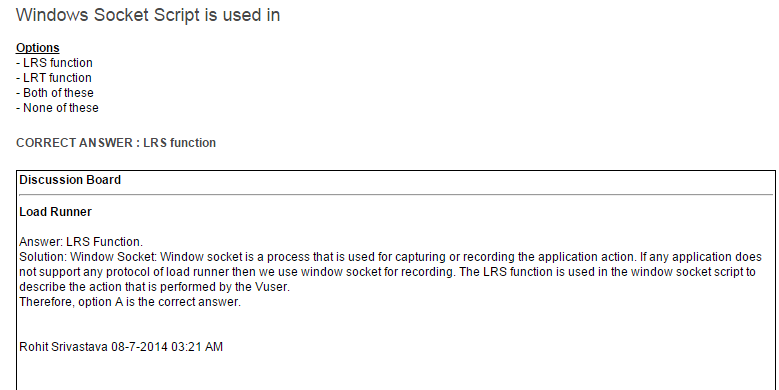 Windows Socket Script is used in
Options
- LRS function
- LRT function
- Both of these
- None of these
CORRECT ANSWER : LRS function
Discussion Board
Load Runner
Answer: LRS Function.
Solution: Window Socket: Window socket is a process that is used for capturing or recording the application action. If any application does
not support any protocol of load runner then we use window socket for recording. The LRS function is used in the window socket script to
describe the action that is performed by the Vuser.
Therefore, option A is the correct answer.
Rohit Srivastava 08-7-2014 03:21 AM